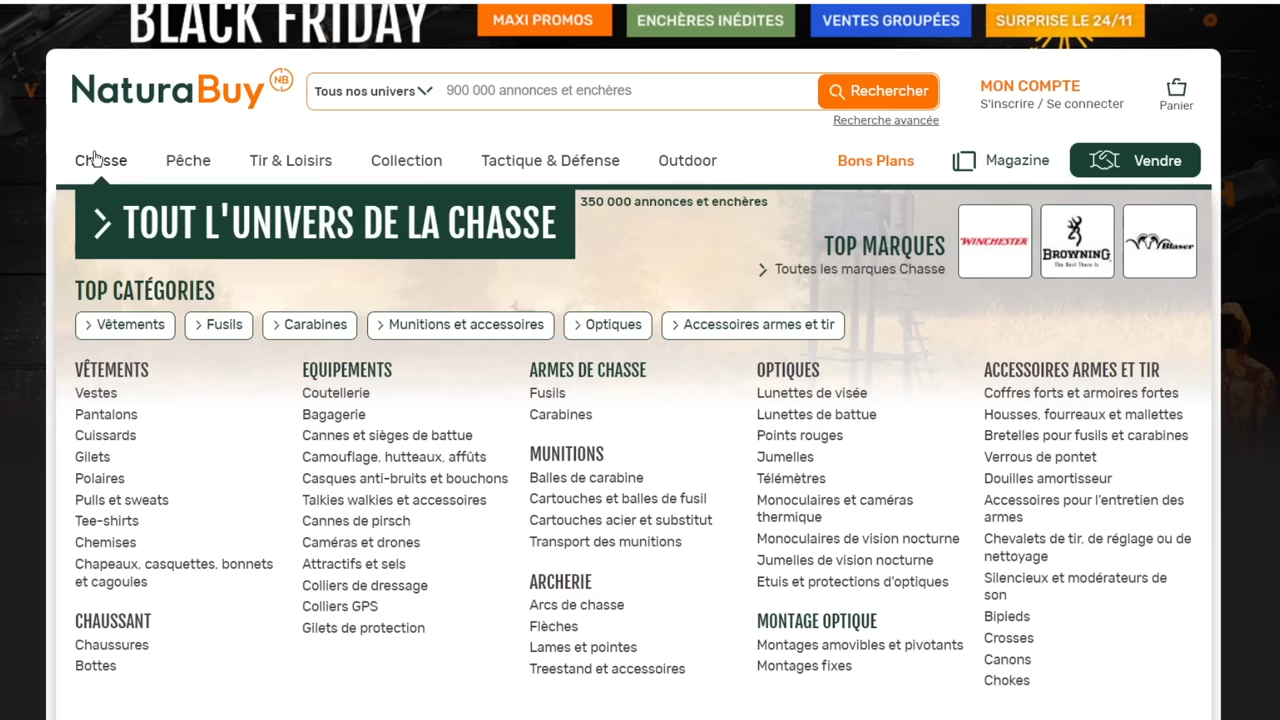 BLACK FRIDAY
MAXI PROMOS
ENCHÈRES INÉDITES
VENTES GROUPÉES
SURPRISE LE 24/11
NaturaBuy NB
Tous nos univers
900 000 annonces et enchères
Rechercher
Recherche avancée
MON COMPTE
S'inscrire / Se connecter
Panier
Chasse
Pêche
Tir & Loisirs
Collection
Tactique & Défense
Outdoor
Bons Plans
Magazine
Vendre
TOUT L'UNIVERS DE LA CHASSE
350 000 annonces et enchères
TOP MARQUES
Toutes les marques Chasse
WINCHESTER
BROWNING
The Best There Is
Blaser
TOP CATÉGORIES
Vêtements
Fusils
Carabines
Munitions et accessoires
Optiques
Accessoires armes et tir
VÊTEMENTS
Vestes
Pantalons
Cuissards
Gilets
Polaires
Pulls et sweats
Tee-shirts
Chemises
Chapeaux, casquettes, bonnets
et cagoules
CHAUSSANT
Chaussures
Bottes
EQUIPEMENTS
Coutellerie
Bagagerie
Cannes et sièges de battue
Camouflage, hutteaux, affûts
Casques anti-bruits et bouchons
Talkies walkies et accessoires
Cannes de pirsch
Caméras et drones
Attractifs et sels
Colliers de dressage
Colliers GPS
Gilets de protection
ARMES DE CHASSE
Fusils
Carabines
MUNITIONS
Balles de carabine
Cartouches et balles de fusil
Cartouches acier et substitut
Transport des munitions
ARCHERIE
Arcs de chasse
Flèches
Lames et pointes
Treestand et accessoires
OPTIQUES
Lunettes de visée
Lunettes de battue
Points rouges
Jumelles
Télémètres
Monoculaires et caméras
thermique
Monoculaires de vision nocturne
Jumelles de vision nocturne
Etuis et protections d'optiques
MONTAGE OPTIQUE
Montages amovibles et pivotants
Montages fixes
ACCESSOIRES ARMES ET TIR
Coffres forts et armoires fortes
Housses, fourreaux et mallettes
Bretelles pour fusils et carabines
Verrous de pontet
Douilles amortisseur
Accessoires pour l'entretien des
armes
Chevalets de tir, de réglage ou de
nettoyage
Silencieux et modérateurs de
son
Bipieds
Crosses
Canons
Chokes